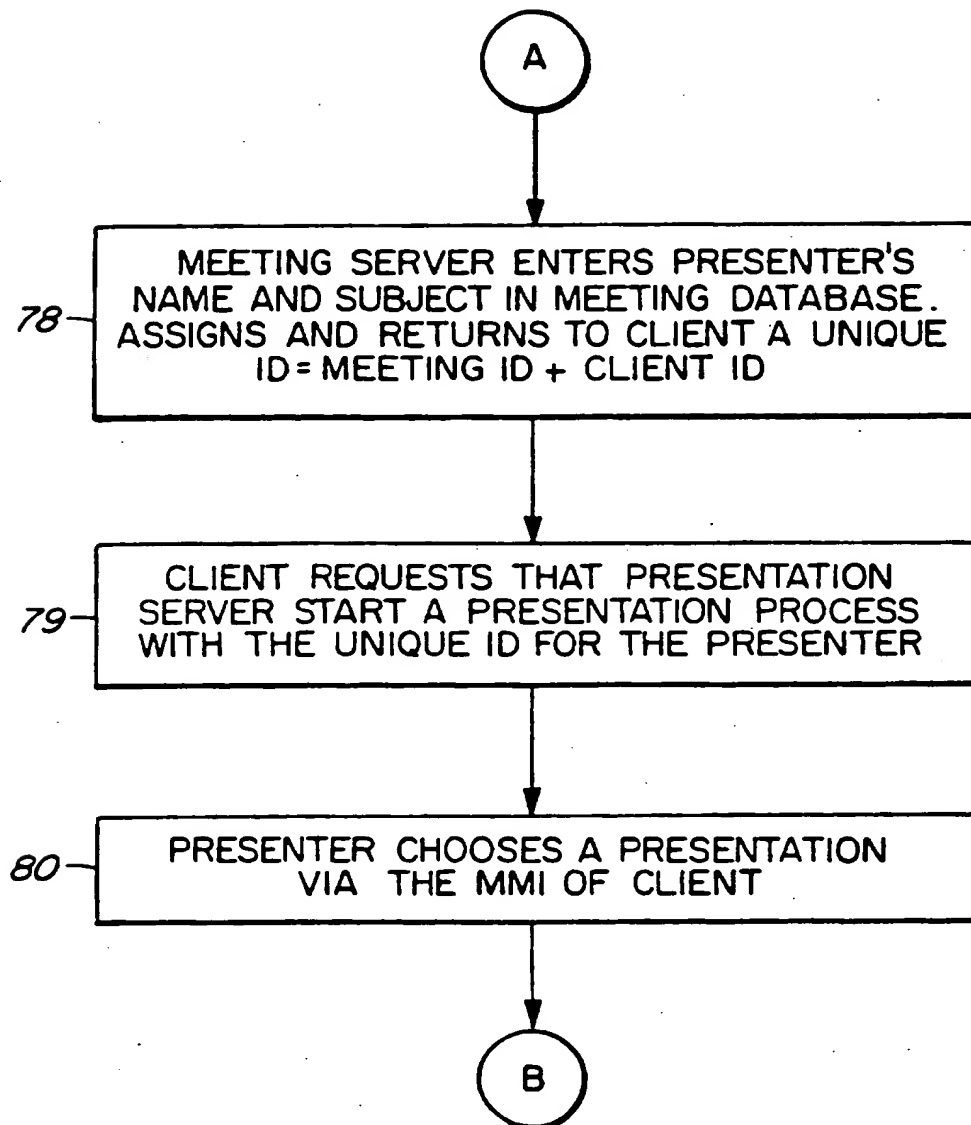 A
MEETING SERVER ENTERS PRESENTER'S
NAME AND SUBJECT IN MEETING DATABASE.
78
ASSIGNS AND RETURNS TO CLIENT A UNIQUE
ID = MEETING ID + CLIENT ID
CLIENT REQUESTS THAT PRESENTATION
79
SERVER START A PRESENTATION PROCESS
WITH THE UNIQUE ID FOR THE PRESENTER
80
PRESENTER CHOOSES A PRESENTATION
VIA THE MMI OF CLIENT
B